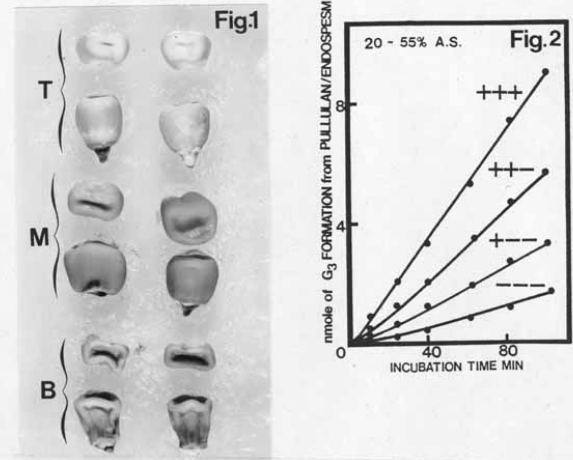 Fig.1
T
M
B
nmole of G3 FORMATION from PULLULAN/ENDOSPESM
20 - 55% A.S.
Fig.2
+++
++-
+--
---
8
4
0
40
80
INCUBATION TIME MIN